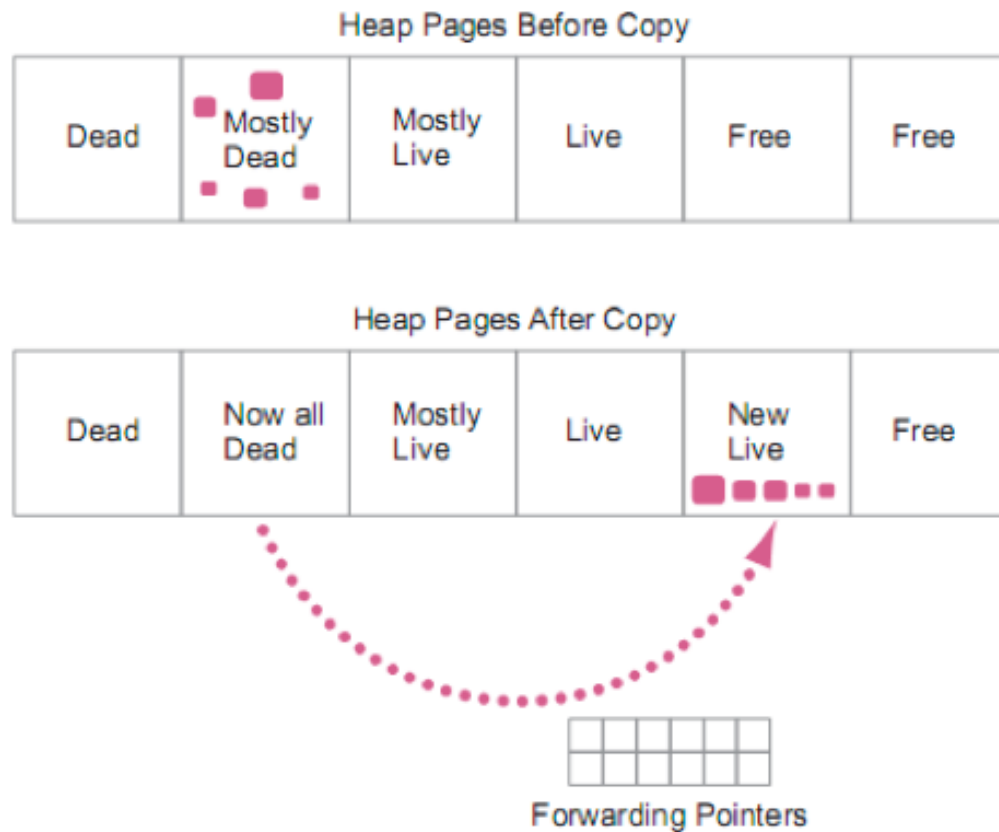 Heap Pages Before Copy
Dead
Mostly
Dead
Mostly
Live
Live
Free
Free
Heap Pages After Copy
Dead
Now all
Dead
Mostly
Live
Live
New
Live
Free
Forwarding Pointers